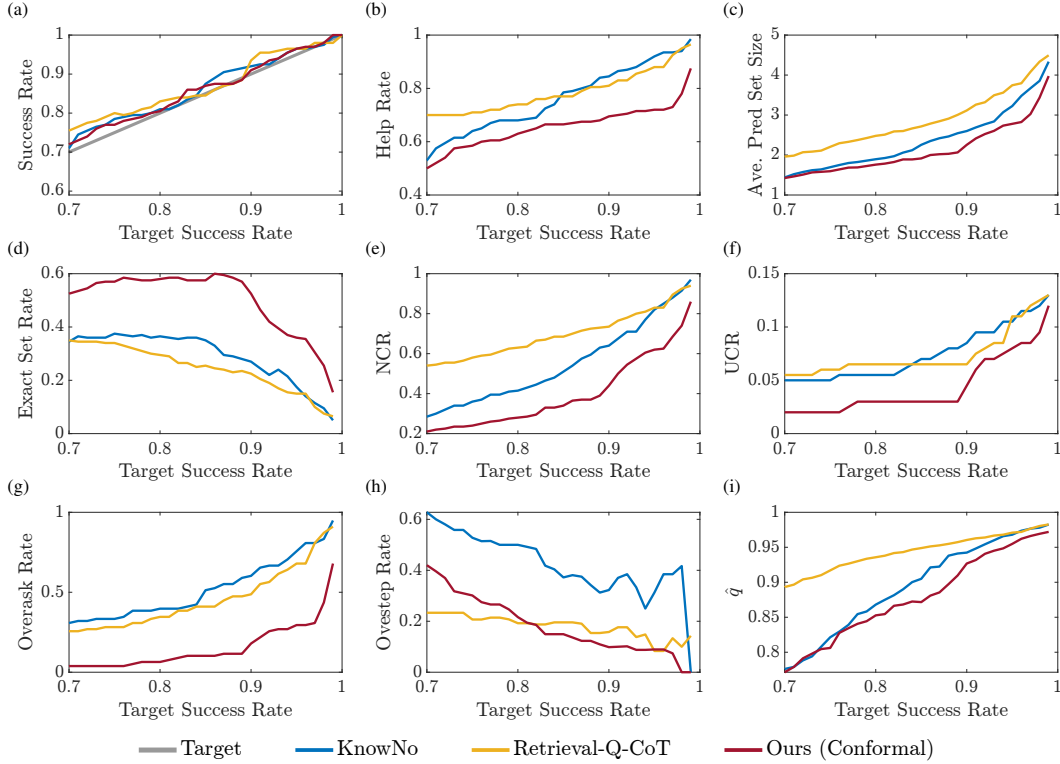 (a)
Success Rate
1
0.9
0.8
0.7
0.6
0.7
0.8
0.9
1
Target Success Rate
(b)
Help Rate
1
0.8
0.6
0.4
0.7
0.8
0.9
1
Target Success Rate
(c)
Ave. Pred Set Size
5
4
3
2
1
0.7
0.8
0.9
1
Target Success Rate
(d)
Exact Set Rate
0.6
0.4
0.2
0
0.7
0.8
0.9
1
Target Success Rate
(e)
NCR
1
0.8
0.6
0.4
0.2
0.7
0.8
0.9
1
Target Success Rate
(f)
UCR
0.15
0.1
0.05
0
0.7
0.8
0.9
1
Target Success Rate
(g)
Overask Rate
1
0.5
0
0.7
0.8
0.9
1
Target Success Rate
(h)
Ovestep Rate
0.6
0.4
0.2
0
0.7
0.8
0.9
1
Target Success Rate
(i)
q̂
1
0.95
0.9
0.85
0.8
0.7
0.8
0.9
1
Target Success Rate
Target
KnowNo
Retrieval-Q-CoT
Ours (Conformal)